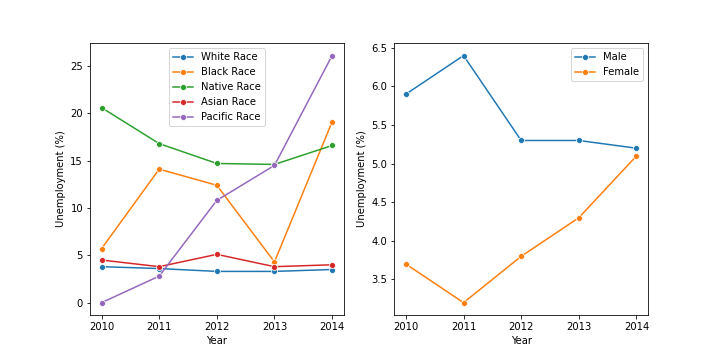 White Race
Black Race
Native Race
Asian Race
Pacific Race
Unemployment (%)
25
20
15
10
5
0
2010 2011 2012 2013 2014
Year
Male
Female
Unemployment (%)
6.5
6.0
5.5
5.0
4.5
4.0
3.5
2010 2011 2012 2013 2014
Year